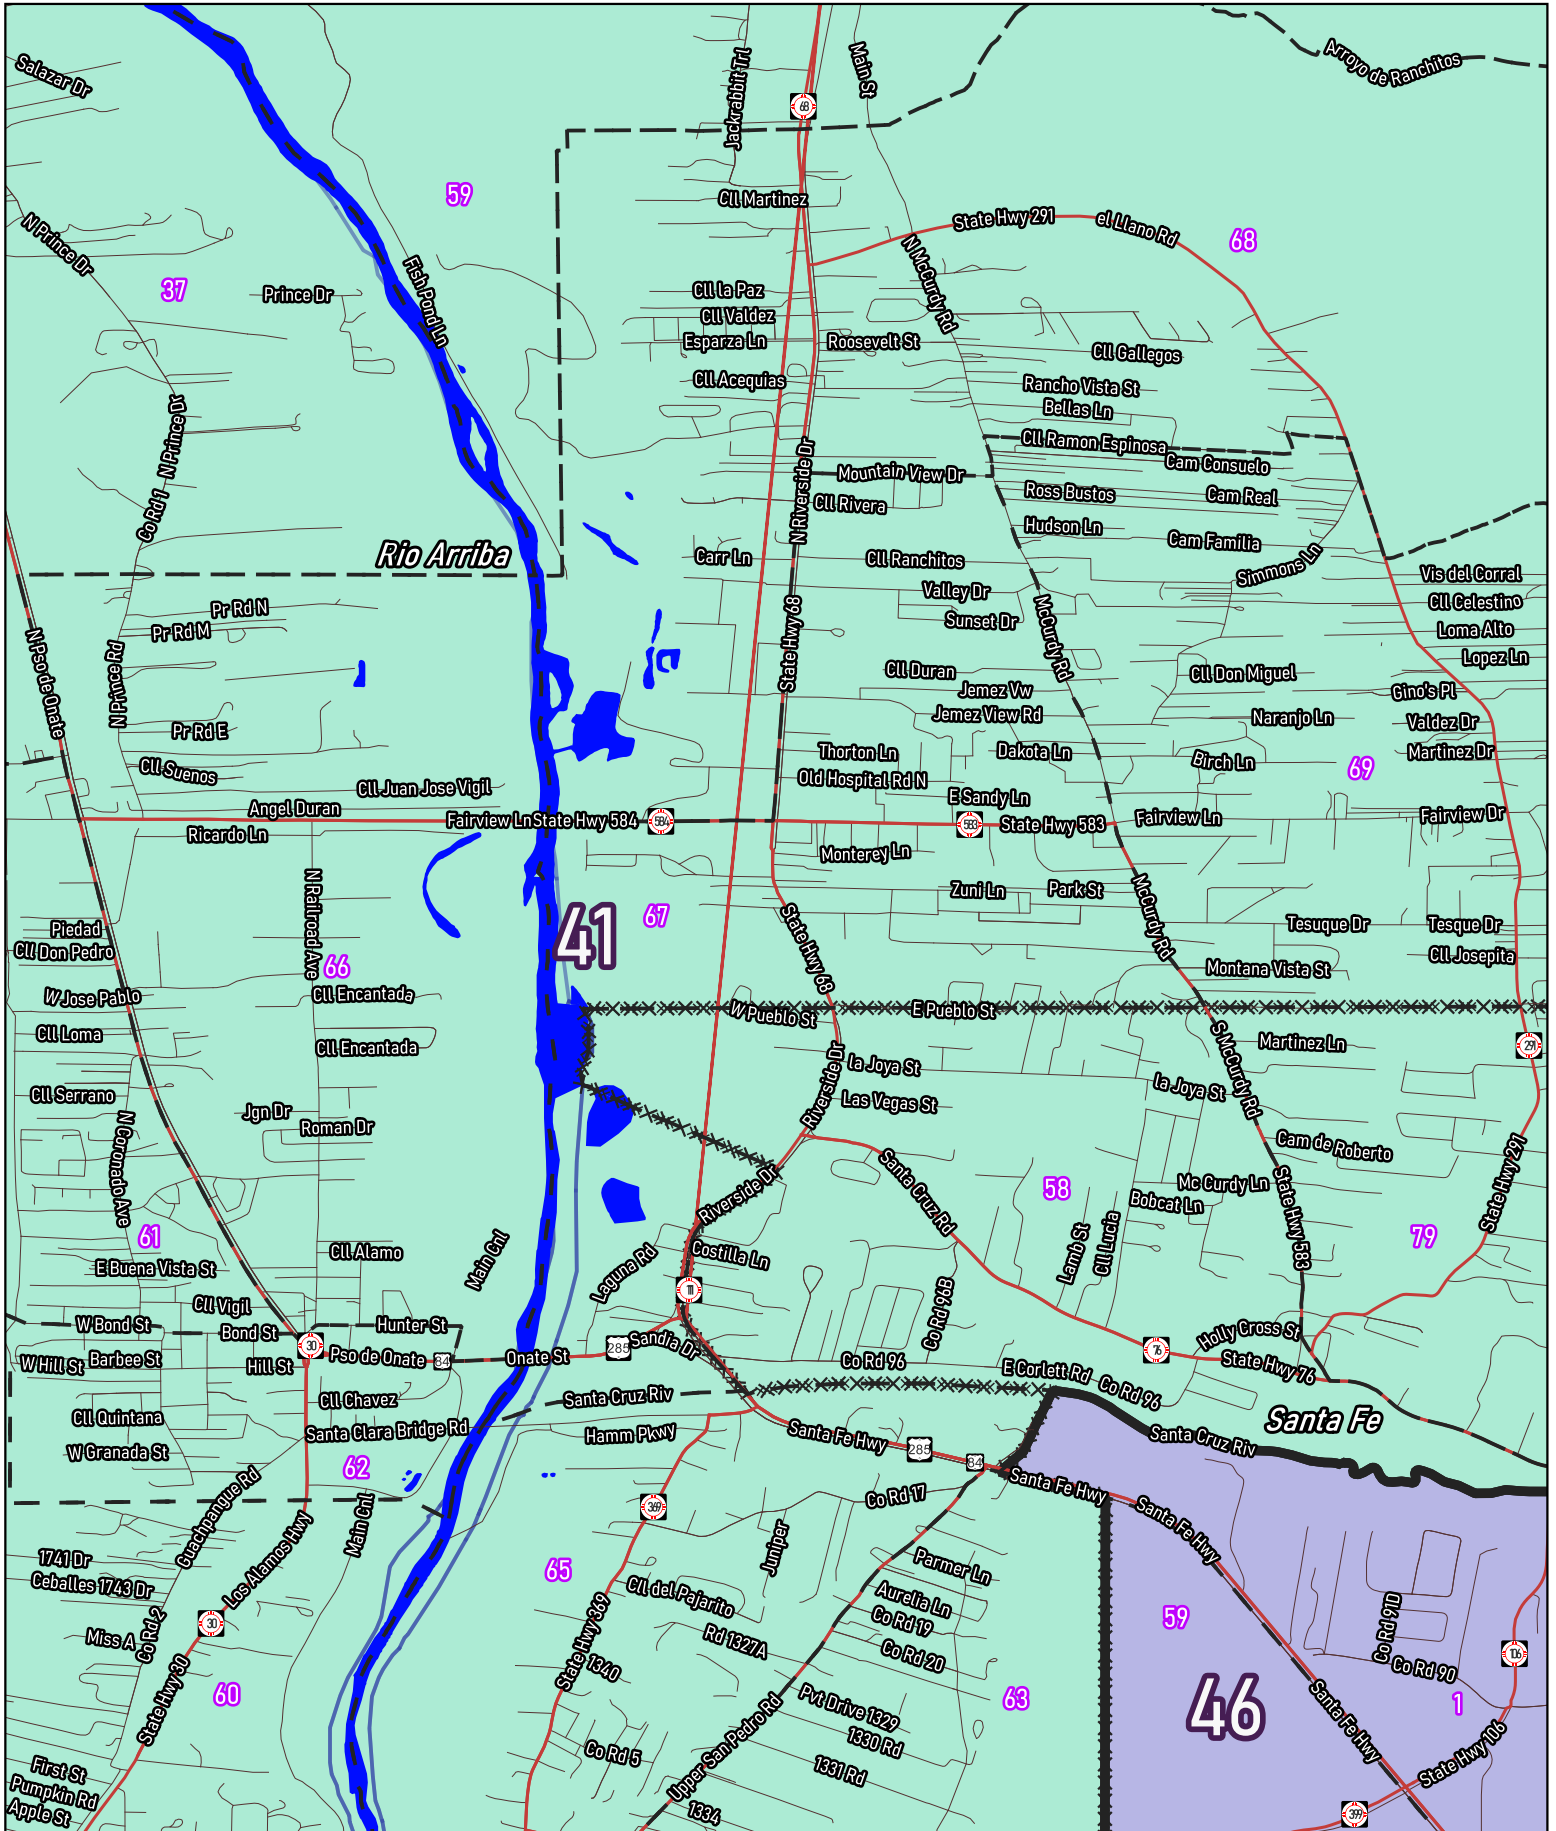 Salazar Dr
Jackrabbit Trl
Main St
Arroyo de Ranchitos
68
59
Cll Martinez
State Hwy 291
el Llano Rd
68
N Prince Dr
N McCurdy Rd
Fish Pond Ln
37
Prince Dr
Cll la Paz
Cll Valdez
Esparza Ln
Roosevelt St
Cll Gallegos
Cll Acequias
Rancho Vista St
Bellas Ln
N Prince Dr
Cll Ramon Espinosa
Cam Consuelo
N Riverside Dr
Mountain View Dr
Co Rd 1
Cll Rivera
Ross Bustos
Cam Real
Hudson Ln
Cam Familia
Rio Arriba
Carr Ln
Cll Ranchitos
Simmons Ln
Vis del Corral
Valley Dr
Cll Celestino
Pr Rd N
Pr Rd M
Sunset Dr
McCurdy Rd
Loma Alto
N Pso de Onate
N Prince Rd
State Hwy 68
Cll Duran
Cll Don Miguel
Lopez Ln
Jemez Vw
Gino's Pl
Jemez View Rd
Naranjo Ln
Valdez Dr
Pr Rd E
Thorton Ln
Dakota Ln
Birch Ln
69
Martinez Dr
Cll Suenos
Cll Juan Jose Vigil
Old Hospital Rd N
E Sandy Ln
Angel Duran
Fairview Ln
State Hwy 584
584
583
State Hwy 583
Fairview Ln
Fairview Dr
Ricardo Ln
Monterey Ln
N Railroad Ave
Zuni Ln
Park St
McCurdy Rd
67
41
State Hwy 68
Tesuque Dr
Tesque Dr
Piedad
Cll Don Pedro
66
Cll Josepita
Montana Vista St
W Jose Pablo
Cll Encantada
W Pueblo St
E Pueblo St
Cll Loma
Cll Encantada
S McCurdy Rd
Martinez Ln
291
Riverside Dr
la Joya St
Cll Serrano
Jgn Dr
Las Vegas St
la Joya St
Roman Dr
N Coronado Ave
Cam de Roberto
Santa Cruz Rd
58
Riverside Dr
Bobcat Ln
Mc Curdy Ln
State Hwy 583
State Hwy 291
61
Cll Alamo
Main Cnl
Costilla Ln
Lamb St
Cll Lucia
79
E Buena Vista St
Laguna Rd
111
Cll Vigil
Co Rd 96B
W Bond St
Bond St
Hunter St
Holly Cross St
30
285
Sandia Dr
76
W Hill St
Barbee St
Hill St
Pso de Onate
84
Onate St
Co Rd 96
E Corlett Rd
State Hwy 76
Cll Chavez
Santa Cruz Riv
Co Rd 96
Cll Quintana
Santa Clara Bridge Rd
Hamm Pkwy
Santa Fe Hwy
285
Santa Cruz Riv
Santa Fe
W Granada St
62
84
Guachpangue Rd
Santa Fe Hwy
Main Cnl
369
Co Rd 17
Santa Fe Hwy
Los Alamos Hwy
Juniper
1741 Dr
Ceballes 1743 Dr
65
Parmer Ln
Cll del Pajarito
Aurelia Ln
59
Co Rd 91D
30
Co Rd 2
Miss A
State Hwy 369
Rd 1327A
Co Rd 19
Co Rd 20
106
Co Rd 90
1340
State Hwy 30
60
63
46
1
Pvt Drive 1329
Santa Fe Hwy
1330 Rd
Upper San Pedro Rd
Co Rd 5
1331 Rd
State Hwy 106
First St
Pumpkin Rd
Apple St
1334
399